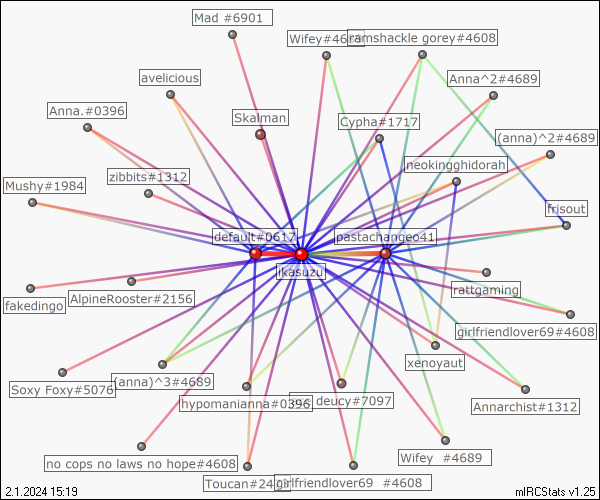 Mad #6901
Wifey#4689
ramshackle gorey#4608
avelicious
Anna^2#4689
Anna.#0396
Skalman
Cypha#1717
(anna)^2#4689
neokingghidorah
zibbits#1312
Mushy#1984
frisout
default#0617
pastachangeo41
ikasuzu
rattgaming
fakedingo
AlpineRooster#2156
girlfriendlover69#4608
xenoyaut
Soxy Foxy#5076
(anna)^3#4689
hypomanianna#0396
deucy#7097
Annarchist#1312
no cops no laws no hope#4608
Wifey #4689
Toucan#24
girlfriendlover69 #4608
2.1.2024 15:19
mIRCStats v1.25